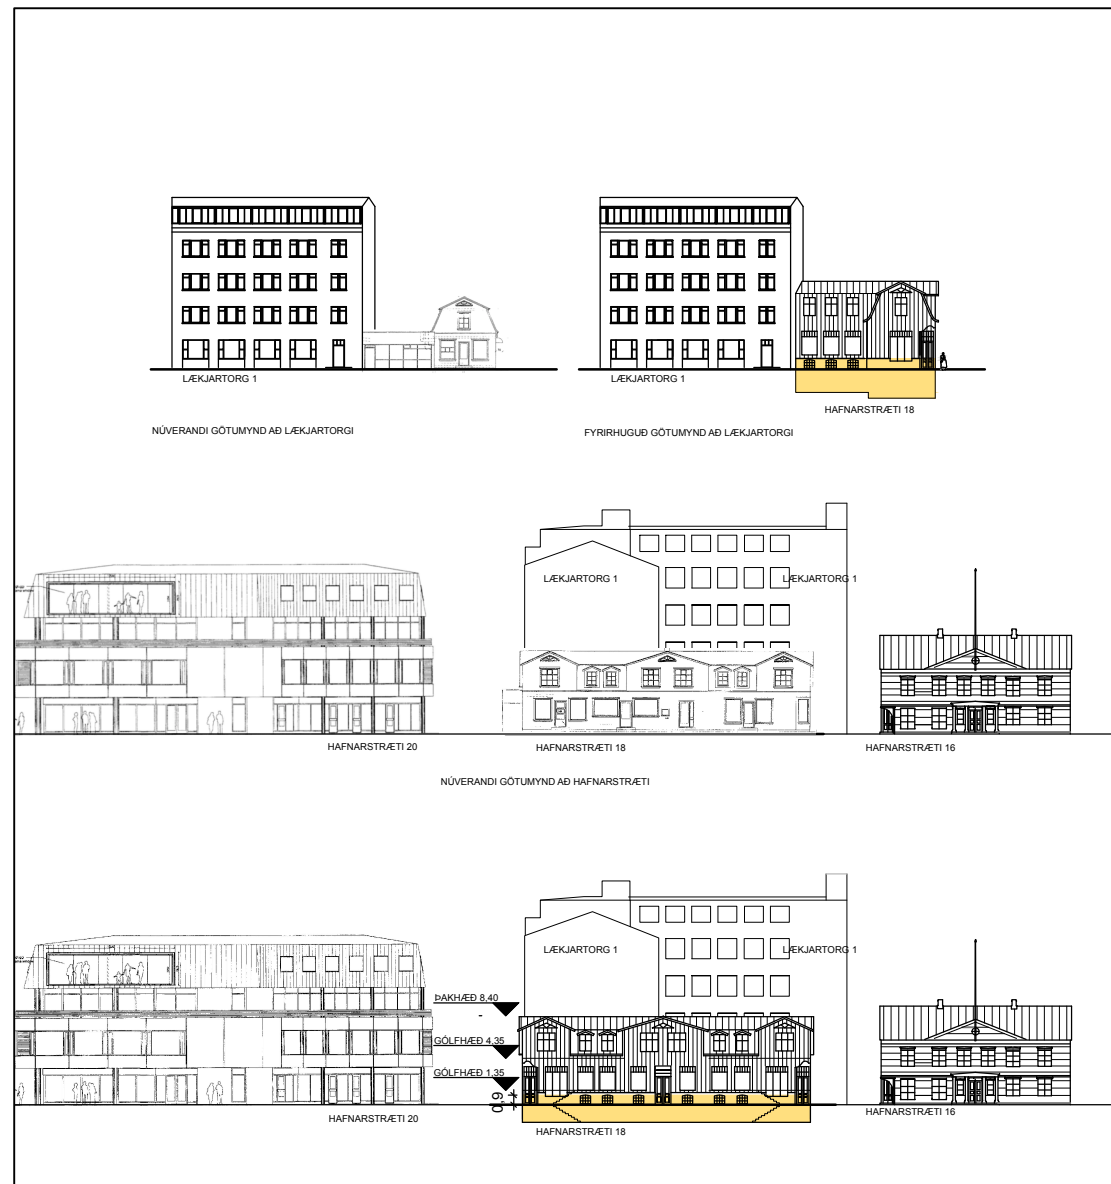 LÆKJARTORG 1
LÆKJARTORG 1
HAFNARSTRÆTI 18
NÚVERANDI GÖTUMYND AÐ LÆKJARTORGI
FYRIRHUGUÐ GÖTUMYND AÐ LÆKJARTORGI
LÆKJARTORG 1
LÆKJARTORG 1
HAFNARSTRÆTI 20
HAFNARSTRÆTI 18
HAFNARSTRÆTI 16
NÚVERANDI GÖTUMYND AÐ HAFNARSTRÆTI
LÆKJARTORG 1
LÆKJARTORG 1
ÞAKHÆÐ 8,40
GÓLFHÆÐ 4,35
GÓLFHÆÐ 1,35
0,9
HAFNARSTRÆTI 20
HAFNARSTRÆTI 18
HAFNARSTRÆTI 16